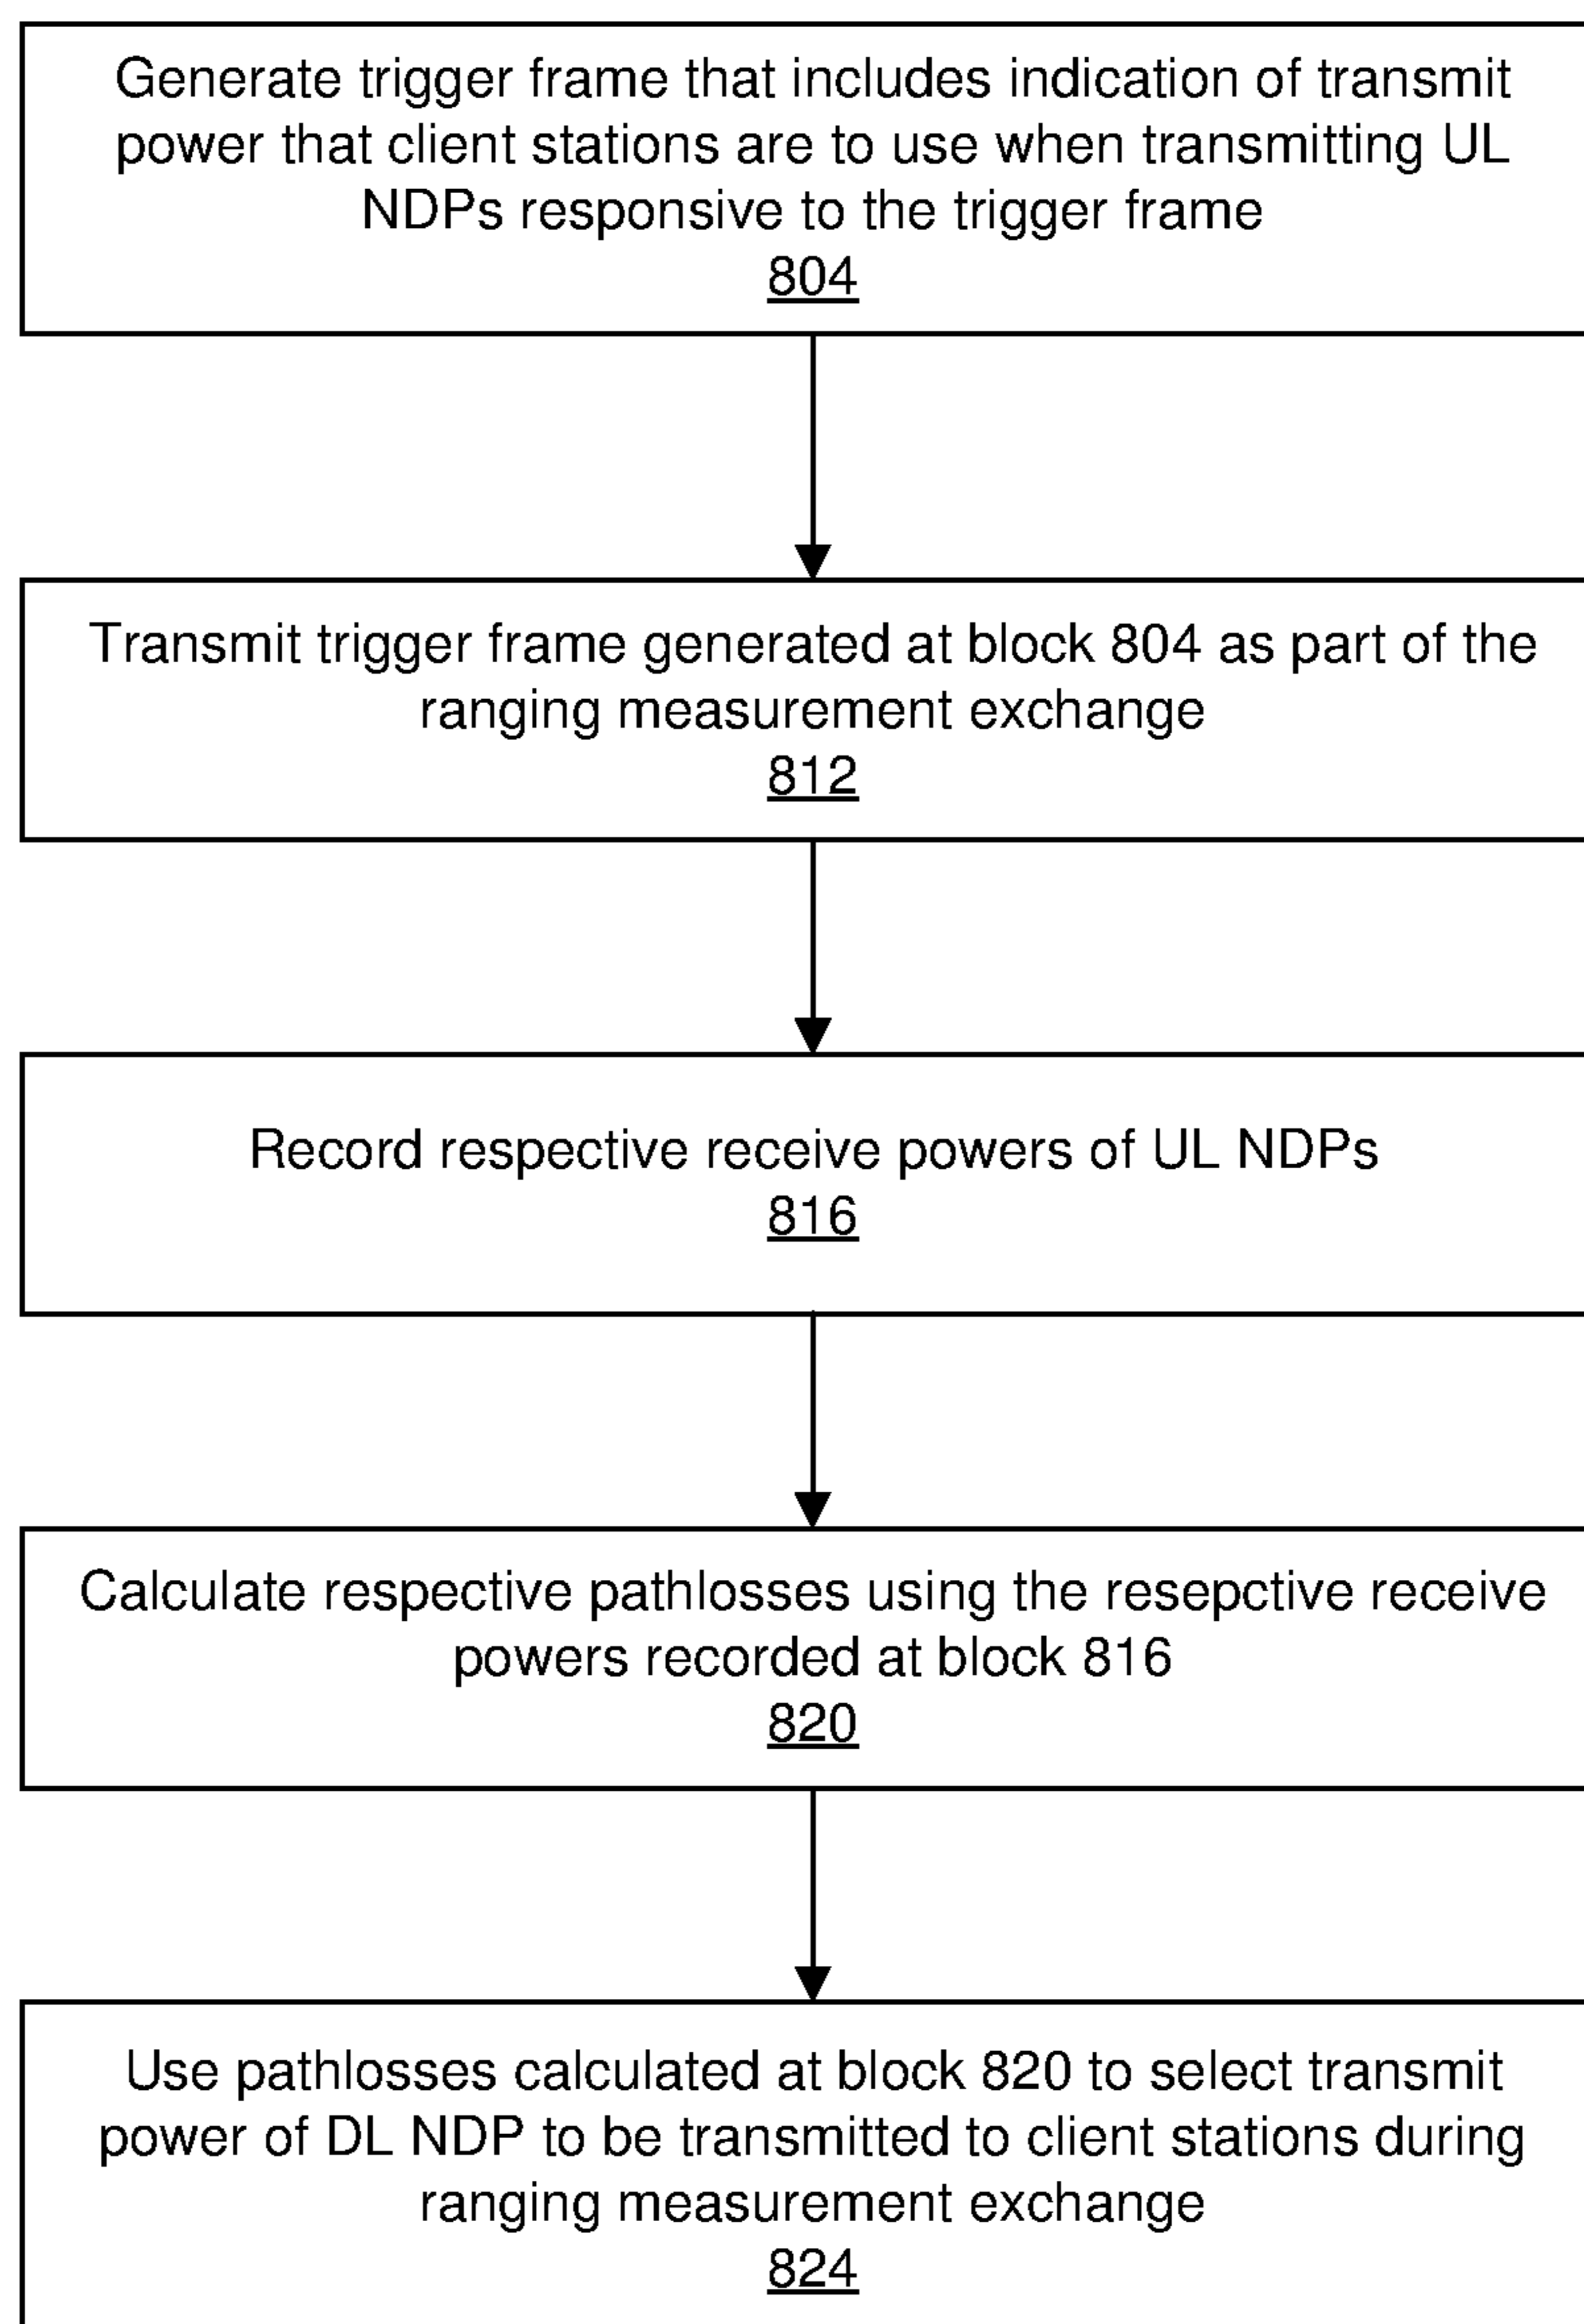 Generate trigger frame that includes indication of transmit
power that client stations are to use when transmitting UL
NDPs responsive to the trigger frame
804
Transmit trigger frame generated at block 804 as part of the
ranging measurement exchange
812
Record respective receive powers of UL NDPs
816
Calculate respective pathlosses using the resepctive receive
powers recorded at block 816
820
Use pathlosses calculated at block 820 to select transmit
power of DL NDP to be transmitted to client stations during
ranging measurement exchange
824